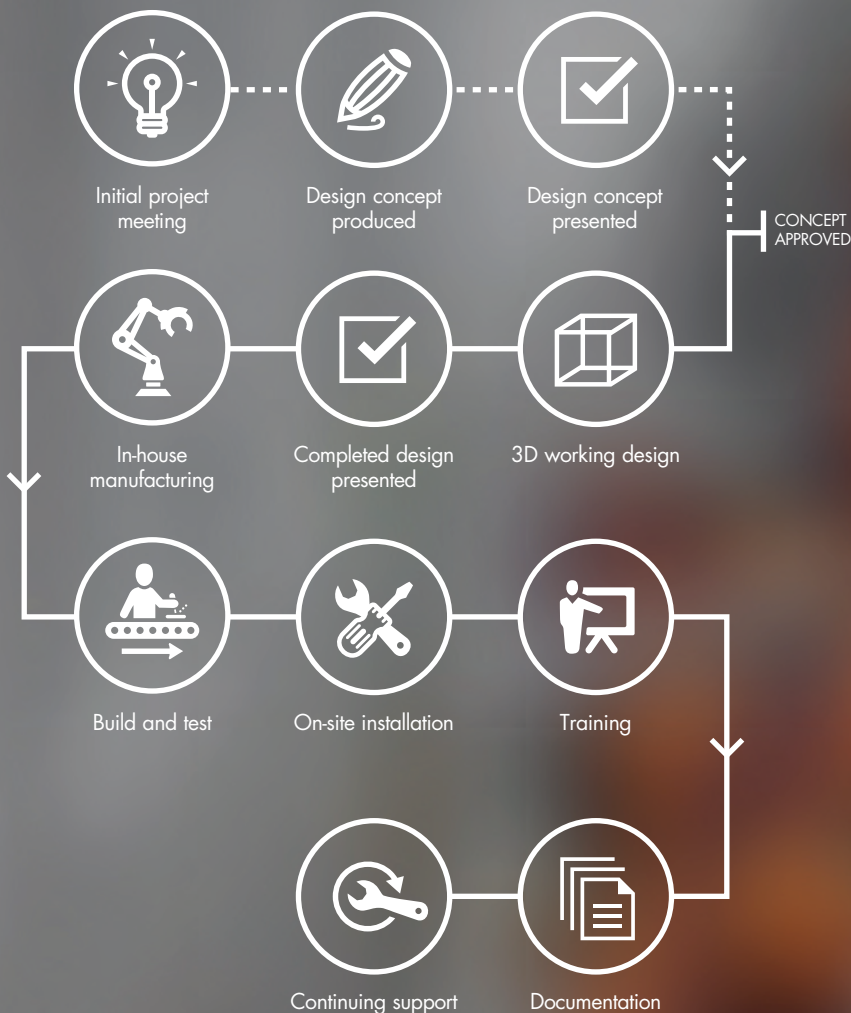 Initial project
meeting
Design concept
produced
Design concept
presented
CONCEPT
APPROVED
In-house
manufacturing
Completed design
presented
3D working design
Build and test
On-site installation
Training
Continuing support
Documentation